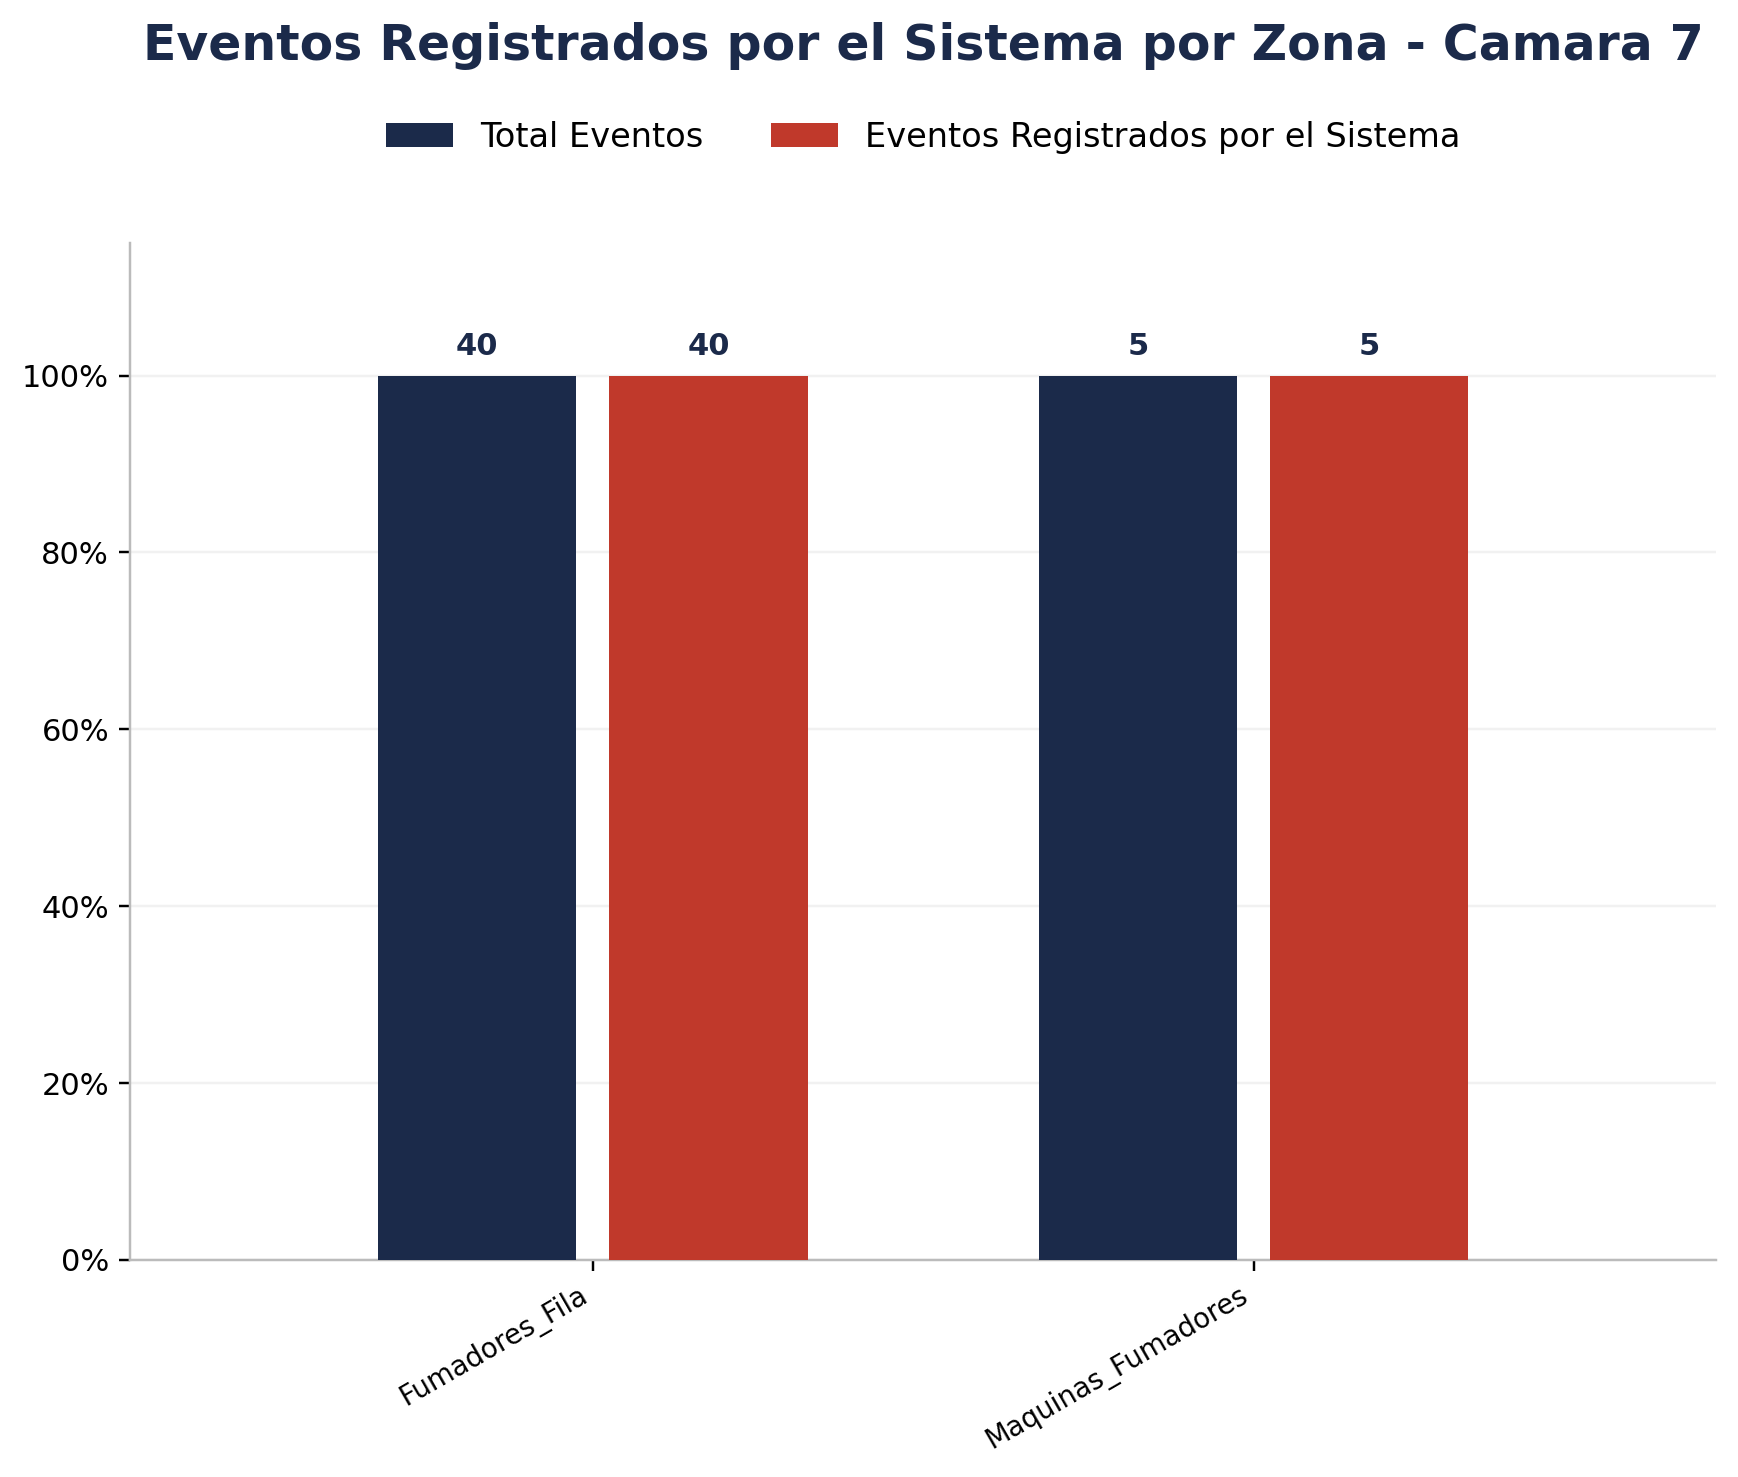 Eventos Registrados por el Sistema por Zona - Camara 7
Total Eventos
Eventos Registrados por el Sistema
40
40
5
5
100%
80%
60%
40%
20%
0%
Fumadores_Fila
Maquinas_Fumadores